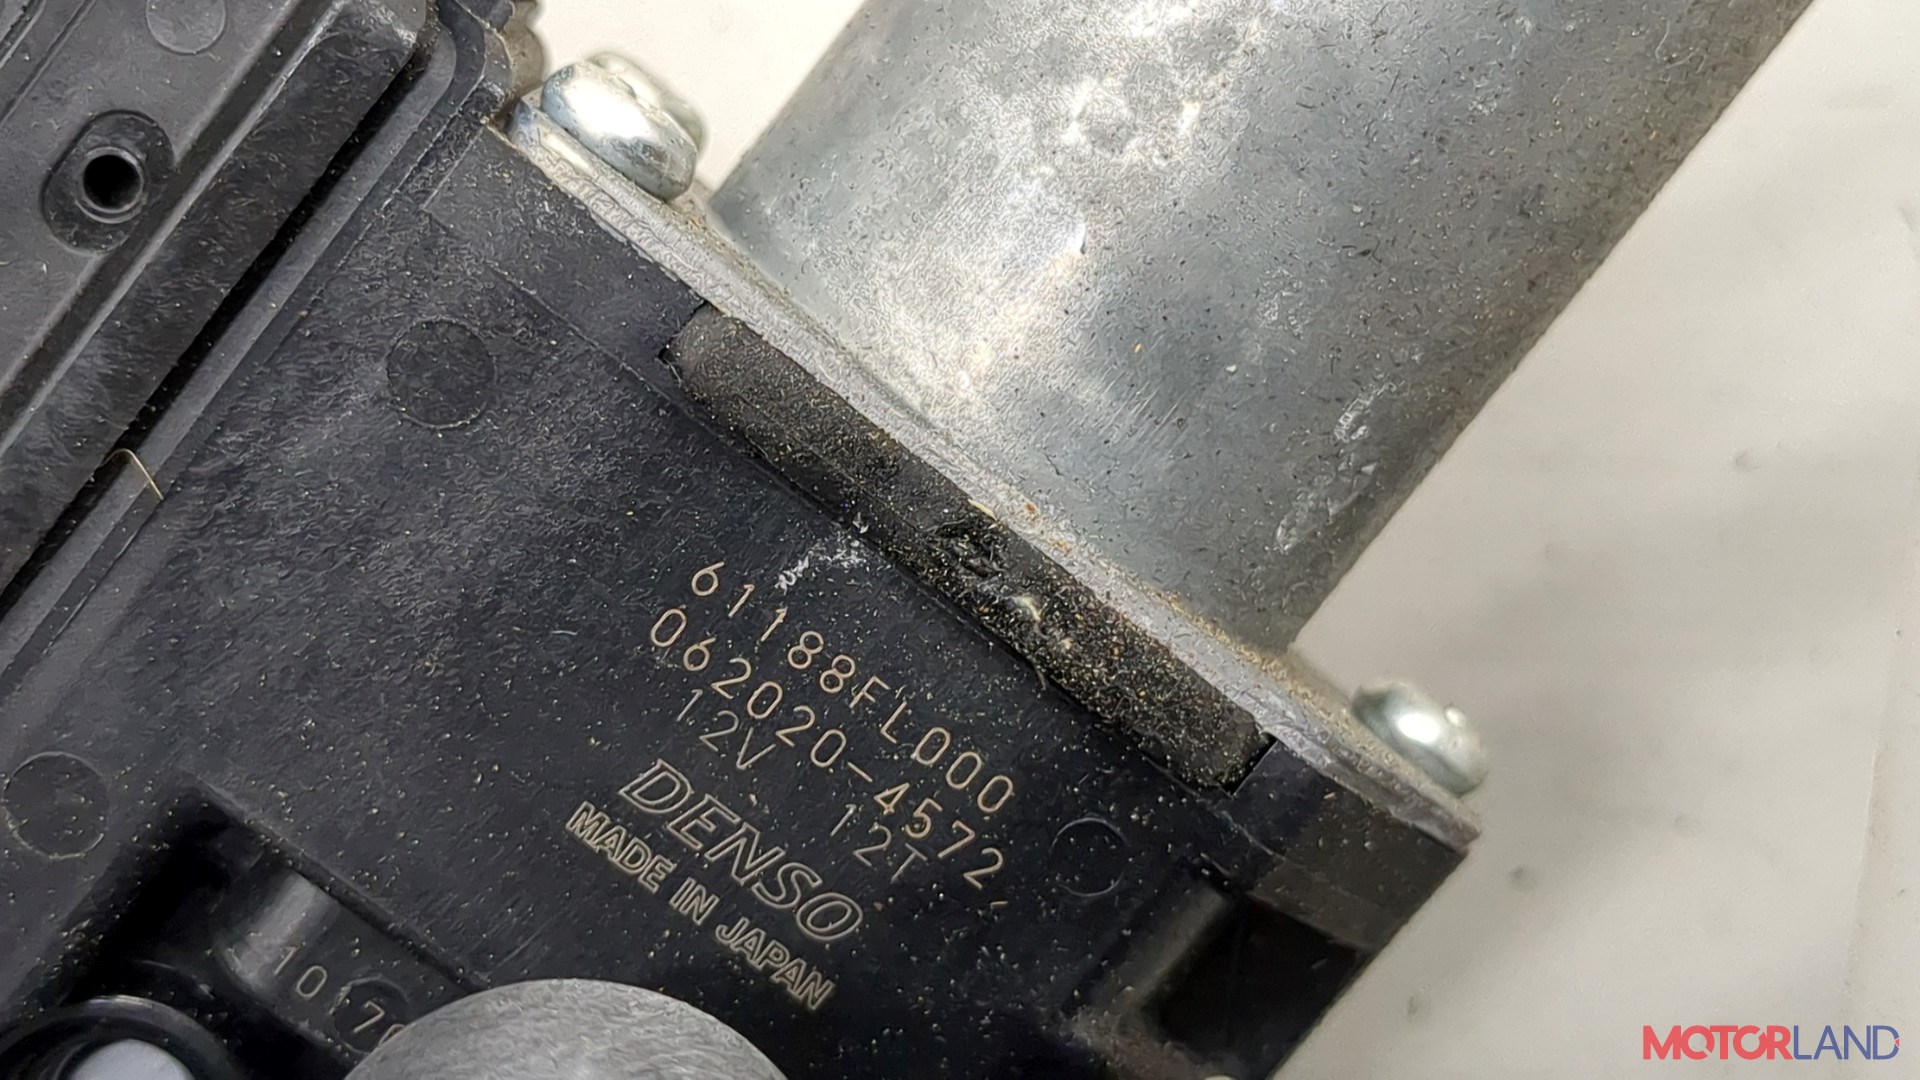 61188FL000
062020-4572
12V 12T
DENSO
MADE IN JAPAN
MOTORLAND